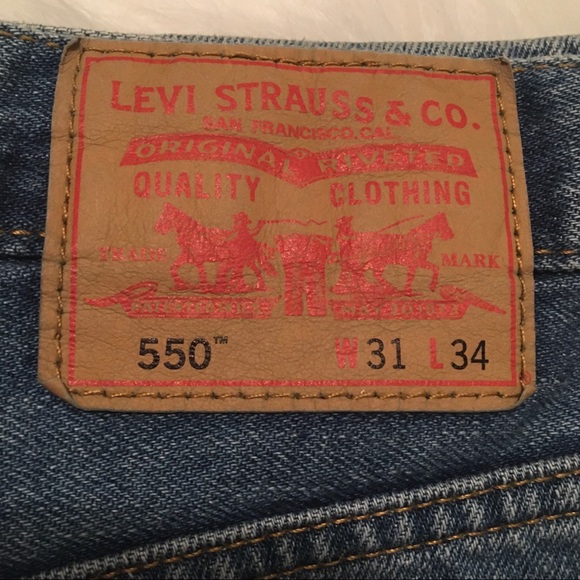 LEVI STRAUSS & CO.
SAN FRANCISCO, CAL.
ORIGINAL RIVETED
QUALITY CLOTHING
TRADE MARK
550™ W 31 L 34